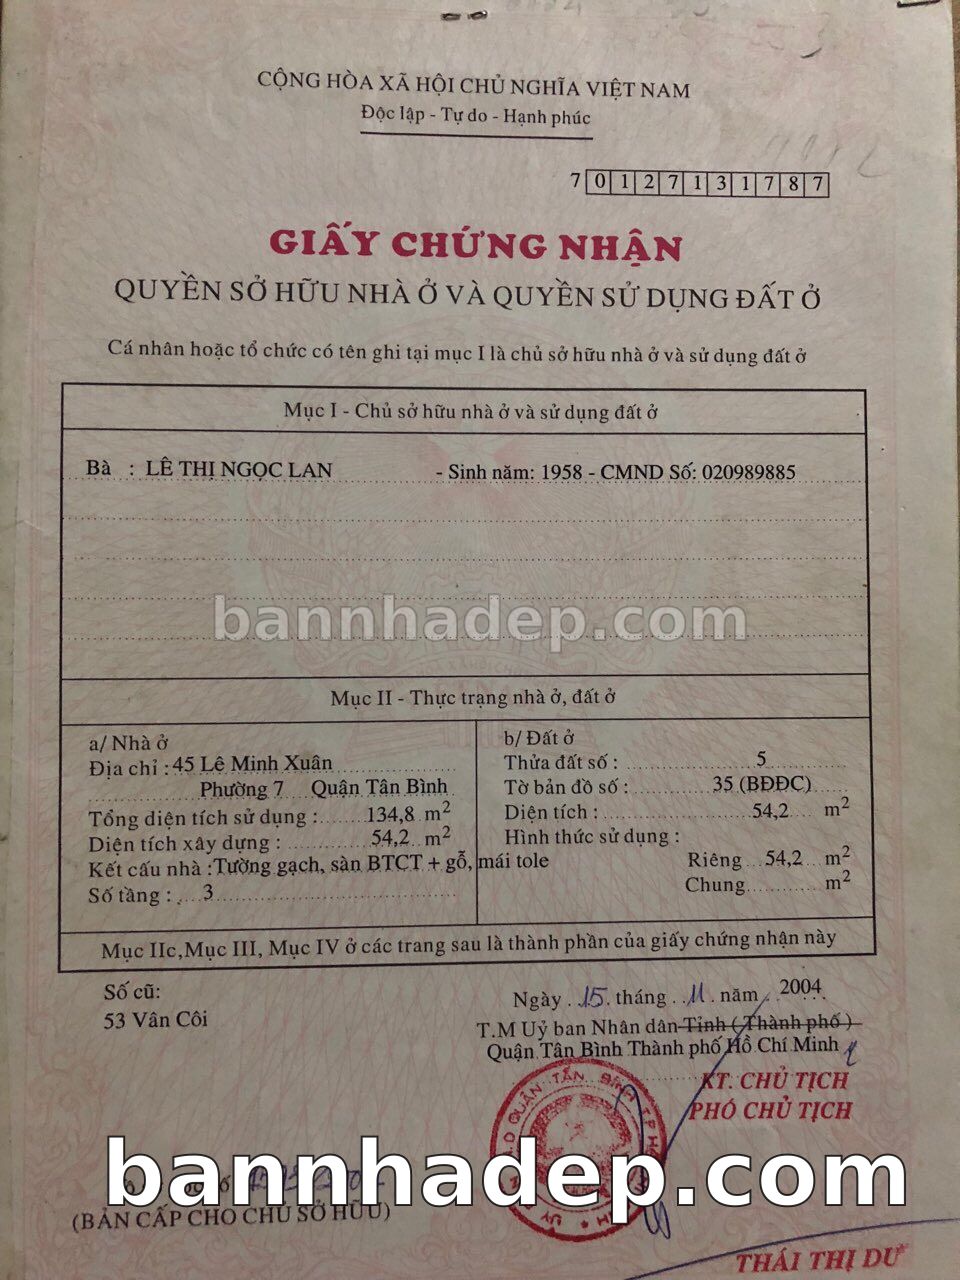 CỘNG HÒA XÃ HỘI CHỦ NGHĨA VIỆT NAM
Độc lập - Tự do - Hạnh phúc
7 0 1 2 7 1 3 1 7 8 7
GIẤY CHỨNG NHẬN
QUYỀN SỞ HỮU NHÀ Ở VÀ QUYỀN SỬ DỤNG ĐẤT Ở
Cá nhân hoặc tổ chức có tên ghi tại mục I là chủ sở hữu nhà ở và sử dụng đất ở
Mục I - Chủ sở hữu nhà ở và sử dụng đất ở
Bà : LÊ THỊ NGỌC LAN - Sinh năm: 1958 - CMND Số: 020989885
bannhadep.com
Mục II - Thực trạng nhà ở, đất ở
a/ Nhà ở
Địa chỉ : 45 Lê Minh Xuân
Phường 7 Quận Tân Bình
Tổng diện tích sử dụng : 134,8 m2
Diện tích xây dựng : 54,2 m2
Kết cấu nhà : Tường gạch, sàn BTCT + gỗ, mái tole
Số tầng : 3
b/ Đất ở
Thửa đất số : 5
Tờ bản đồ số : 35 (BĐĐC)
Diện tích : 54,2 m2
Hình thức sử dụng :
Riêng 54,2 m2
Chung m2
Mục IIc, Mục III, Mục IV ở các trang sau là thành phần của giấy chứng nhận này
Số cũ:
53 Vân Côi
Ngày 15 tháng 11 năm 2004
T.M Uỷ ban Nhân dân Tỉnh ( Thành phố )
Quận Tân Bình Thành phố Hồ Chí Minh
KT. CHỦ TỊCH
PHÓ CHỦ TỊCH
bannhadep.com
(BẢN CẤP CHO CHỦ SỞ HỮU)
THÁI THỊ DƯ